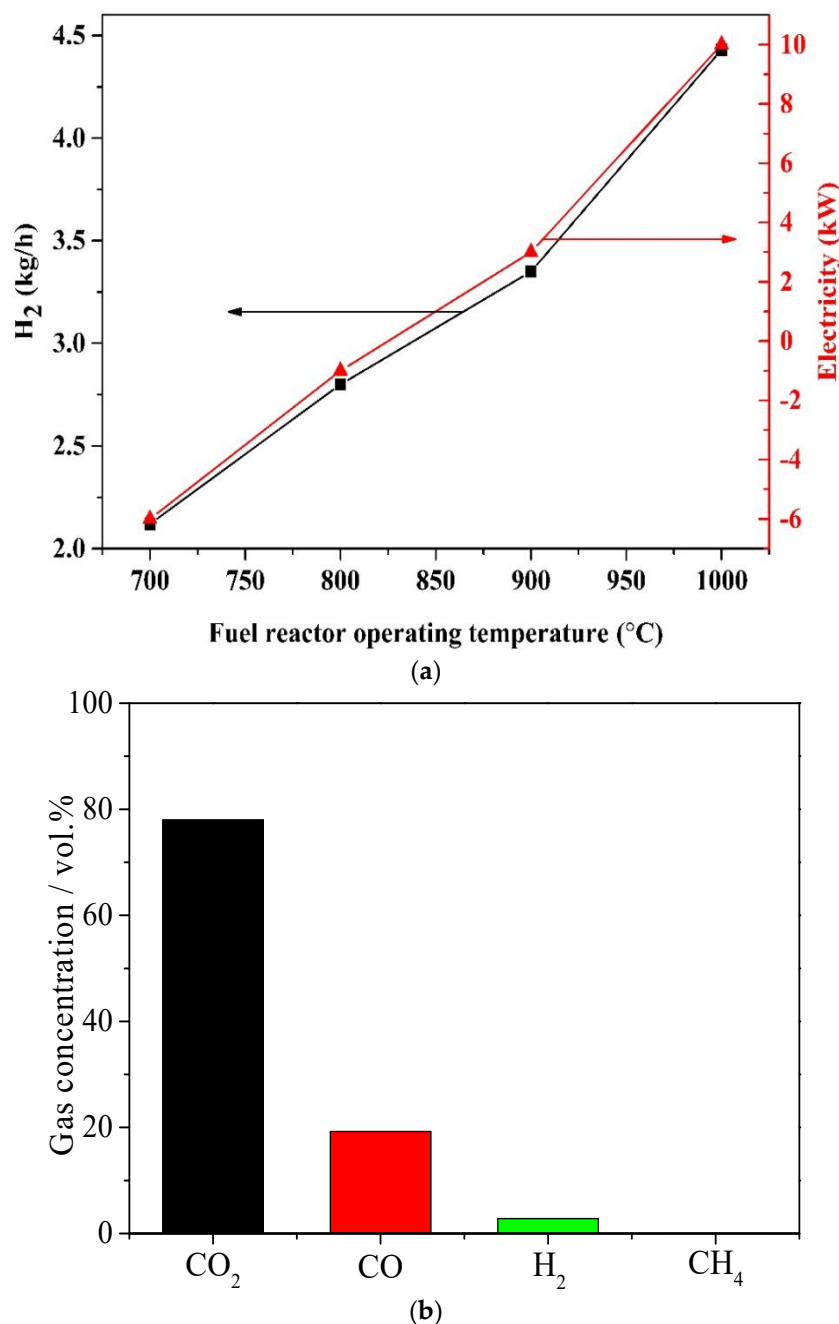 4.5
4.0
3.5
3.0
2.5
2.0
H₂ (kg/h)
10
8
6
4
2
0
-2
-4
-6
Electricity (kW)
700 750 800 850 900 950 1000
Fuel reactor operating temperature (°C)
(a)
100
80
60
40
20
0
Gas concentration / vol.%
CO₂ CO H₂ CH₄
(b)